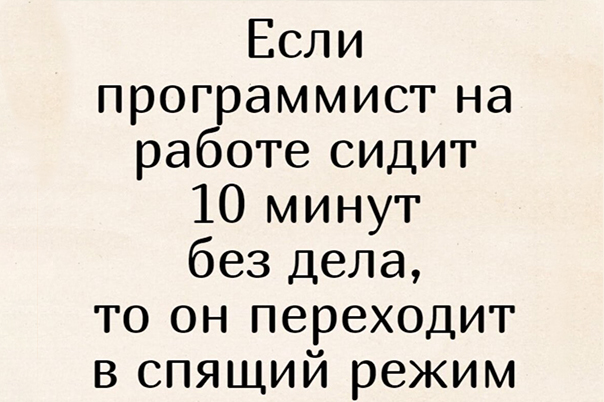 Если
программист на
работе сидит
10 минут
без дела,
то он переходит
в спящий режим